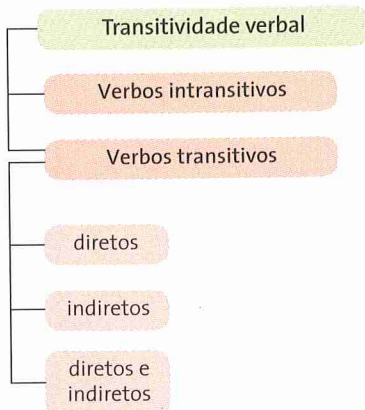 Transitividade verbal
Verbos intransitivos
Verbos transitivos
diretos
indiretos
diretos e
indiretos